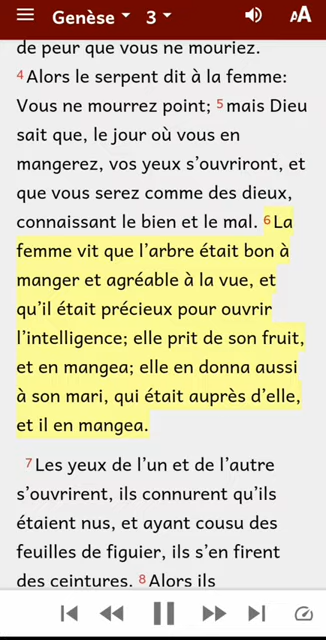 Genèse 3 AA
de peur que vous ne mouriez.
4 Alors le serpent dit à la femme:
Vous ne mourrez point; 5 mais Dieu
sait que, le jour où vous en
mangerez, vos yeux s’ouvriront, et
que vous serez comme des dieux,
connaissant le bien et le mal. 6 La
femme vit que l’arbre était bon à
manger et agréable à la vue, et
qu’il était précieux pour ouvrir
l’intelligence; elle prit de son fruit,
et en mangea; elle en donna aussi
à son mari, qui était auprès d’elle,
et il en mangea.
7 Les yeux de l’un et de l’autre
s’ouvrirent, ils connurent qu’ils
étaient nus, et ayant cousu des
feuilles de figuier, ils s’en firent
des ceintures. 8 Alors ils